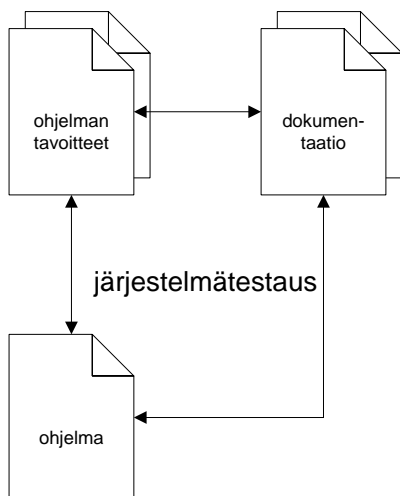 ohjelman
tavoitteet
dokumen-
taatio
järjestelmätestaus
ohjelma